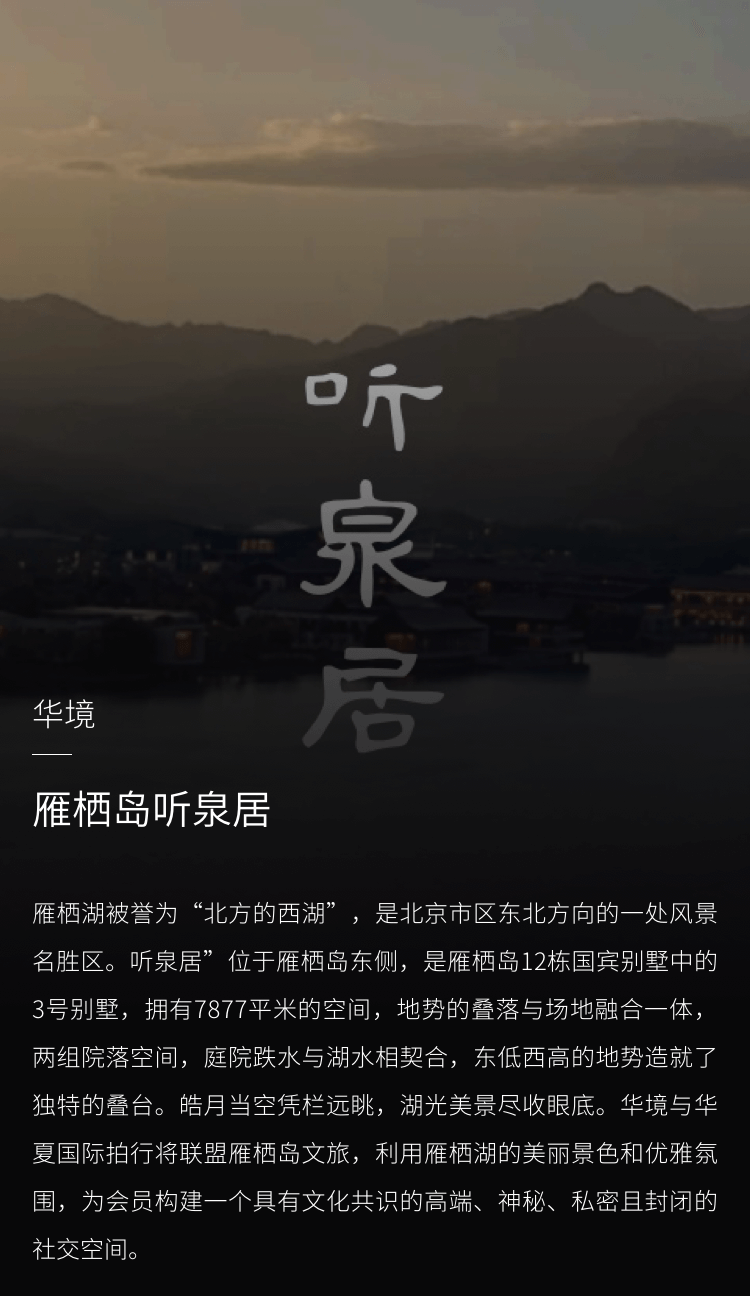 听
泉
居
华境
雁栖岛听泉居
雁栖湖被誉为“北方的西湖”，是北京市区东北方向的一处风景
名胜区。听泉居”位于雁栖岛东侧，是雁栖岛12栋国宾别墅中的
3号别墅，拥有7877平米的空间，地势的叠落与场地融合一体，
两组院落空间，庭院跌水与湖水相契合，东低西高的地势造就了
独特的叠台。皓月当空凭栏远眺，湖光美景尽收眼底。华境与华
夏国际拍行将联盟雁栖岛文旅，利用雁栖湖的美丽景色和优雅氛
围，为会员构建一个具有文化共识的高端、神秘、私密且封闭的
社交空间。